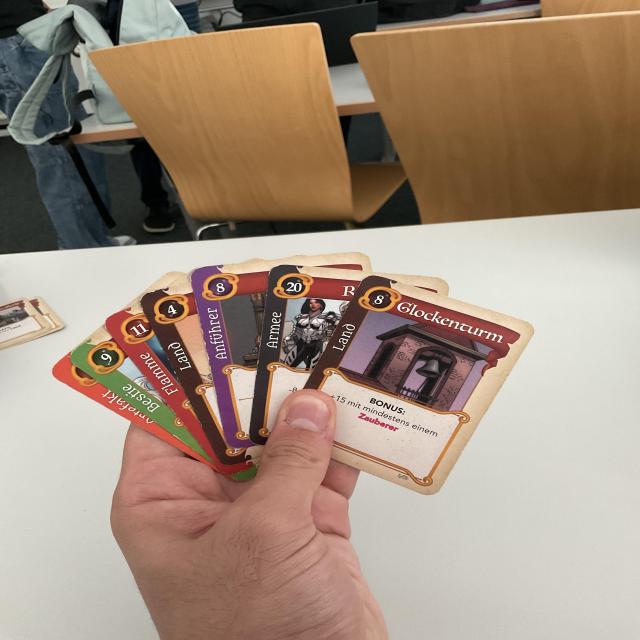 Artefakt
9
Bestie
11
Flamme
4
Land
8
Anführer
20
Armee
R
-8
8
Glockenturm
Land
BONUS:
+15 mit mindestens einem
Zauberer